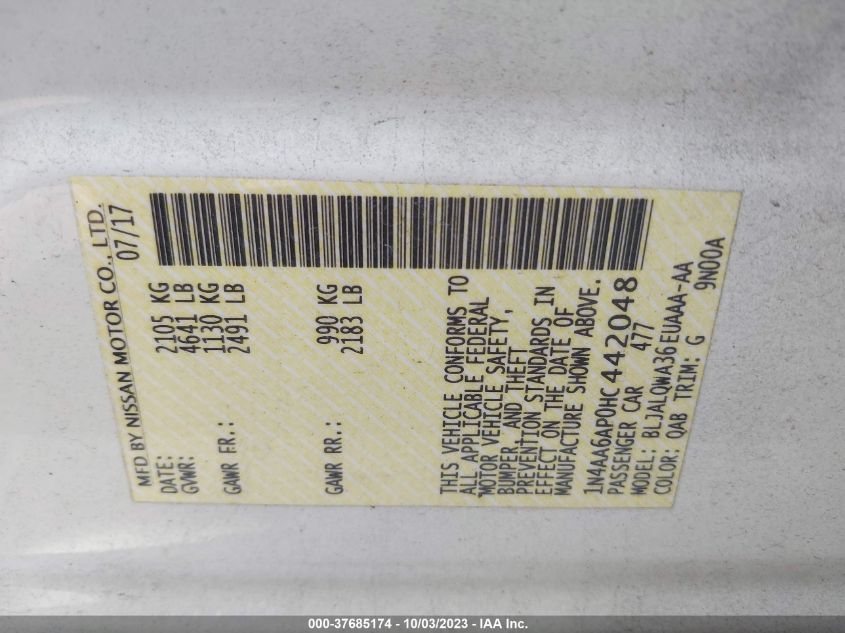 MFD BY NISSAN MOTOR CO., LTD.
DATE: 07/17
GVWR: 2105 KG
4641 LB
GAWR FR.: 1130 KG
2491 LB
GAWR RR.: 990 KG
2183 LB
THIS VEHICLE CONFORMS TO
ALL APPLICABLE FEDERAL
MOTOR VEHICLE SAFETY,
BUMPER, AND THEFT
PREVENTION STANDARDS IN
EFFECT ON THE DATE OF
MANUFACTURE SHOWN ABOVE.
1N4AA6AP0HC442048
PASSENGER CAR 477
MODEL: BLJALQWA36EUAAA-AA
COLOR: QAB TRIM: G 9N00A
000-37685174 | 10/03/2023 - IAA Inc.